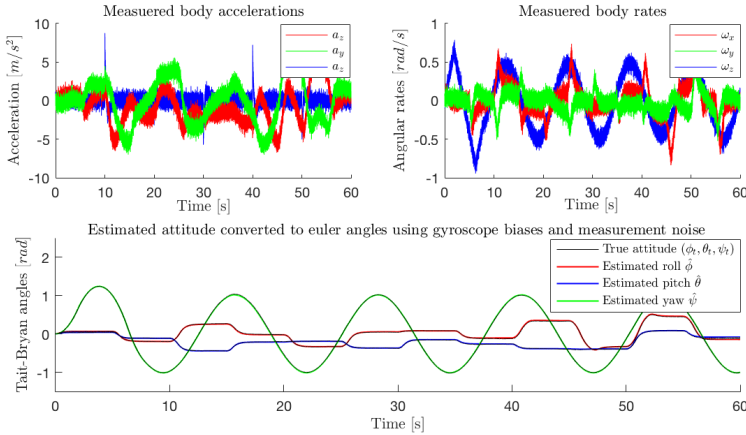 Measuered body accelerations
Acceleration [m/s²]
10
5
0
-5
-10
0
10
20
30
40
50
60
Time [s]
a_z
a_y
a_z
Measuered body rates
Angular rates [rad/s]
1
0.5
0
-0.5
-1
0
10
20
30
40
50
60
Time [s]
ω_x
ω_y
ω_z
Estimated attitude converted to euler angles using gyroscope biases and measurement noise
Tait-Bryan angles [rad]
2
1
0
-1
0
10
20
30
40
50
60
Time [s]
True attitude (ϕ_t, θ_t, ψ_t)
Estimated roll ϕ̂
Estimated pitch θ̂
Estimated yaw ψ̂